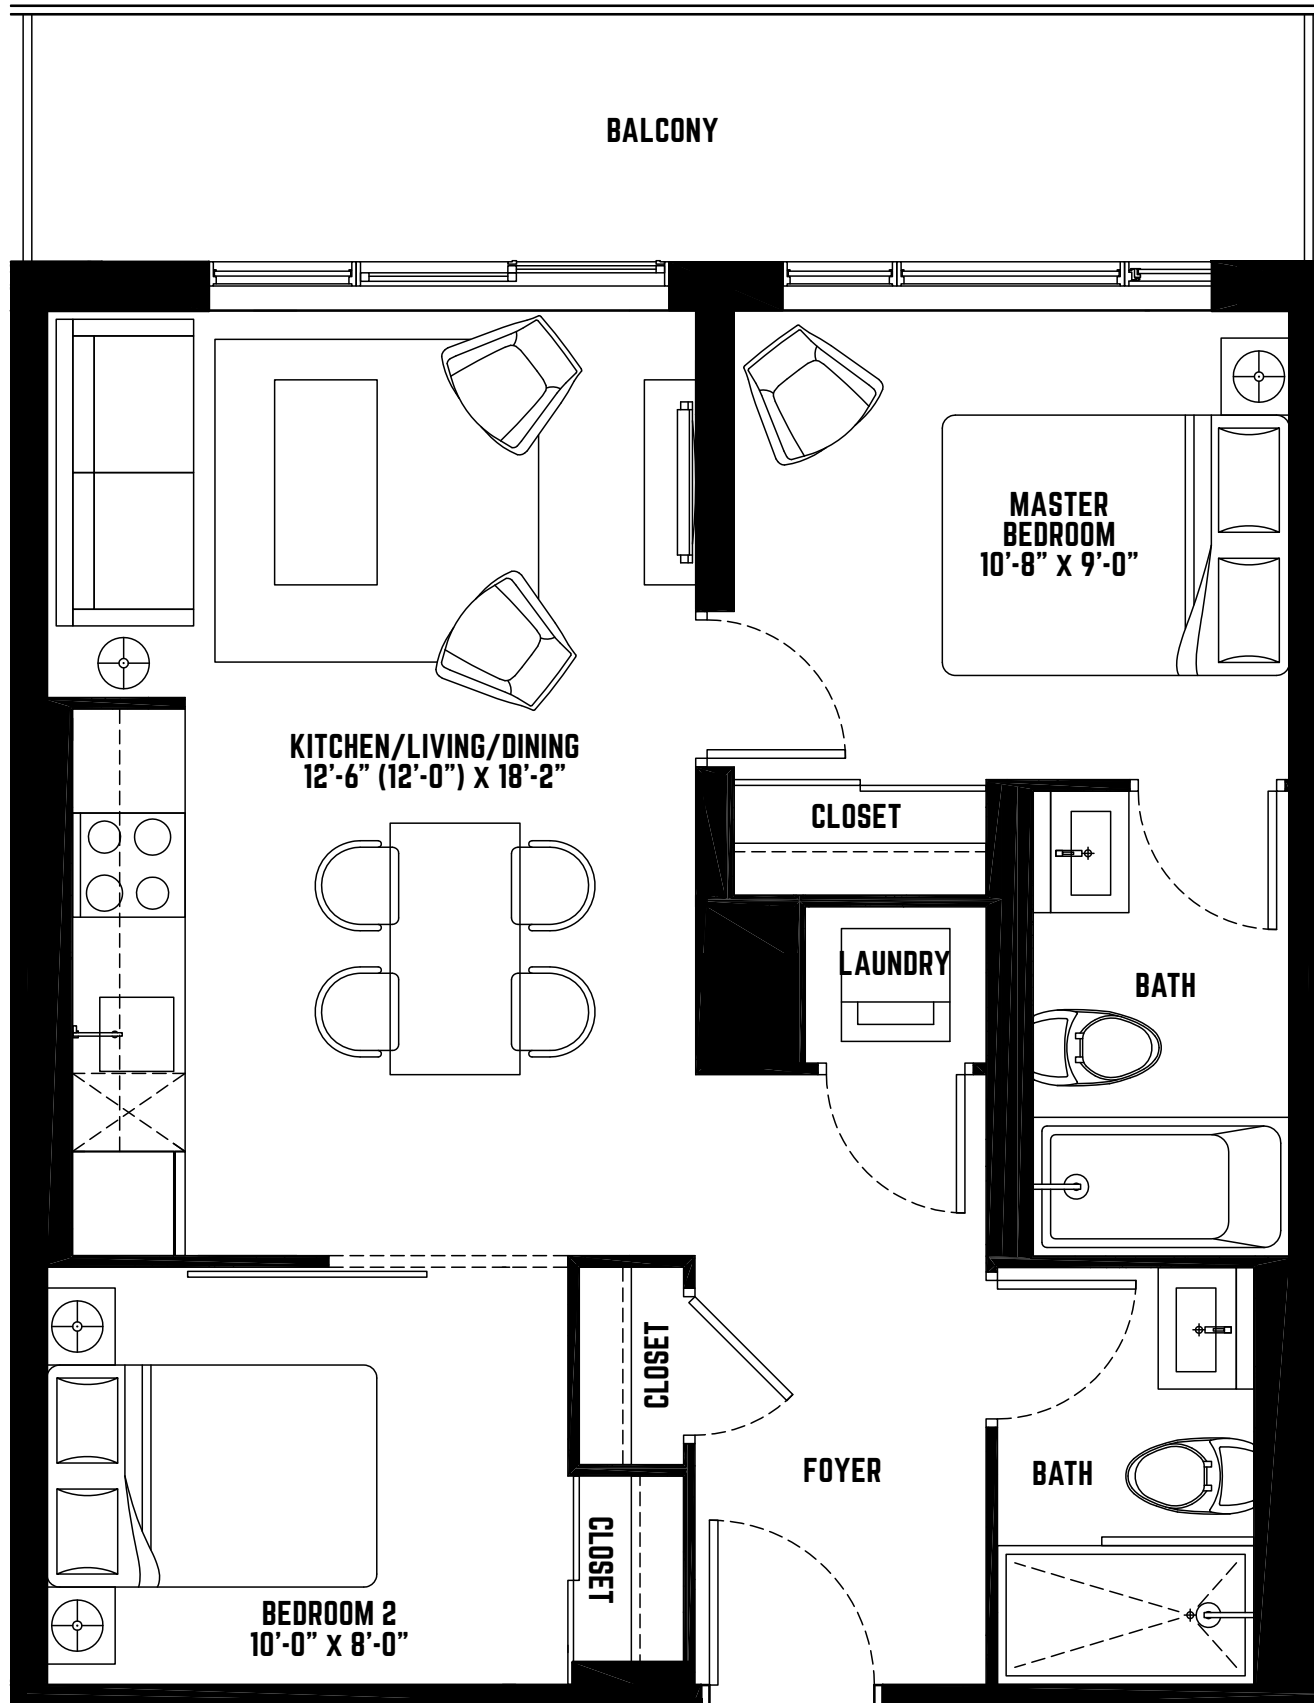 BALCONY
MASTER
BEDROOM
10'-8” X 9'-0”
KITCHEN/LIVING/DINING
12'-6” (12'-0”) X 18'-2”
CLOSET
LAUNDRY
BATH
CLOSET
FOYER
BATH
CLOSET
BEDROOM 2
10'-0” X 8'-0”